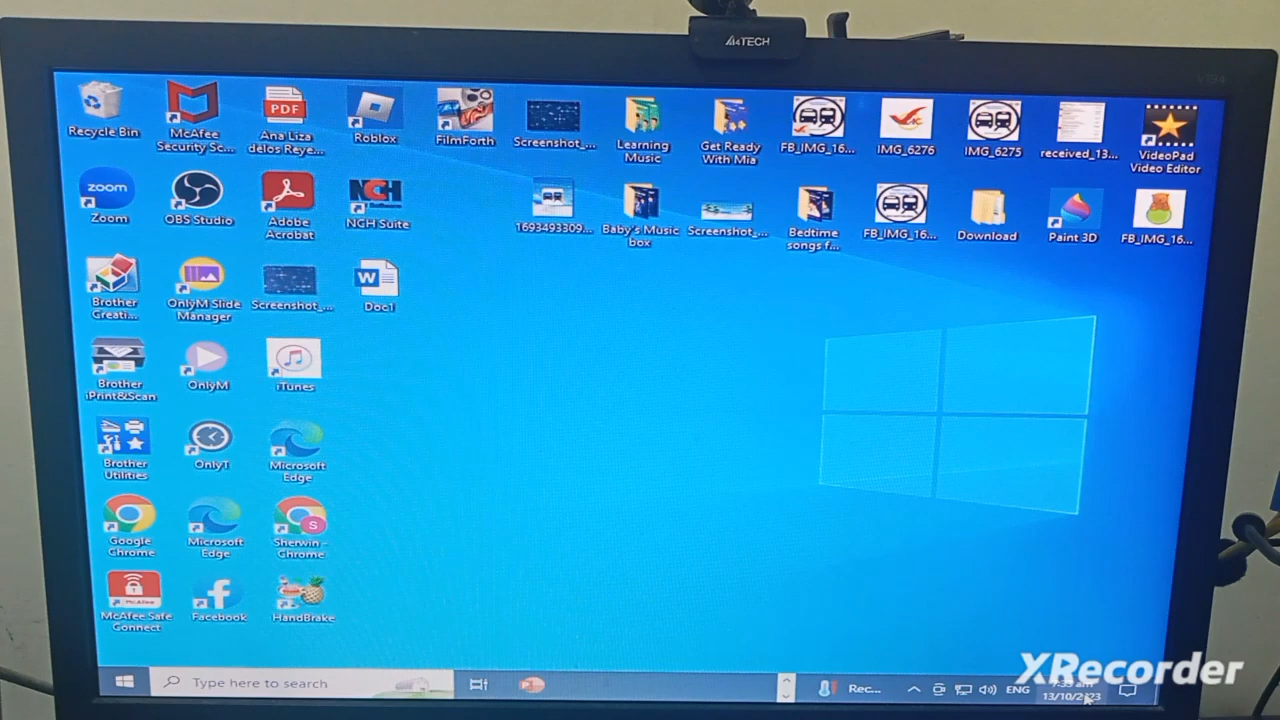 A4TECH
V194
Recycle Bin
McAfee
Security Sc...
PDF
Ana Liza
delos Reye...
Roblox
FilmForth
Screenshot_...
Learning
Music
Get Ready
With Mia
FB_IMG_16...
IMG_6276
IMG_6275
received_13...
VideoPad
Video Editor
zoom
Zoom
OBS Studio
Adobe
Acrobat
NCH
Software
NCH Suite
1693493309...
Baby's Music
box
Screenshot_...
Bedtime
songs f...
FB_IMG_16...
Download
Paint 3D
FB_IMG_16...
Brother
Creati...
OnlyM Slide
Manager
Screenshot_...
W
Doc1
Brother
iPrint&Scan
OnlyM
iTunes
Brother
Utilities
OnlyT
Microsoft
Edge
Google
Chrome
Microsoft
Edge
S
Sherwin -
Chrome
McAfee
McAfee Safe
Connect
Facebook
HandBrake
Type here to search
Rec...
ENG
13/10/2023
XRecorder